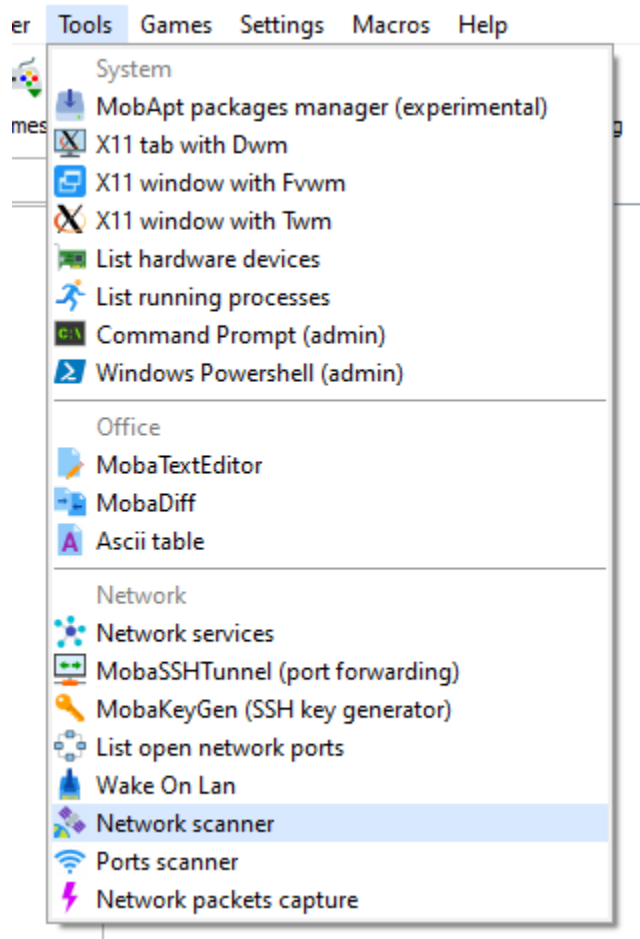 er Tools Games Settings Macros Help
mes
g
System
MobApt packages manager (experimental)
X11 tab with Dwm
X11 window with Fvwm
X11 window with Twm
List hardware devices
List running processes
Command Prompt (admin)
Windows Powershell (admin)
Office
MobaTextEditor
MobaDiff
Ascii table
Network
Network services
MobaSSHTunnel (port forwarding)
MobaKeyGen (SSH key generator)
List open network ports
Wake On Lan
Network scanner
Ports scanner
Network packets capture